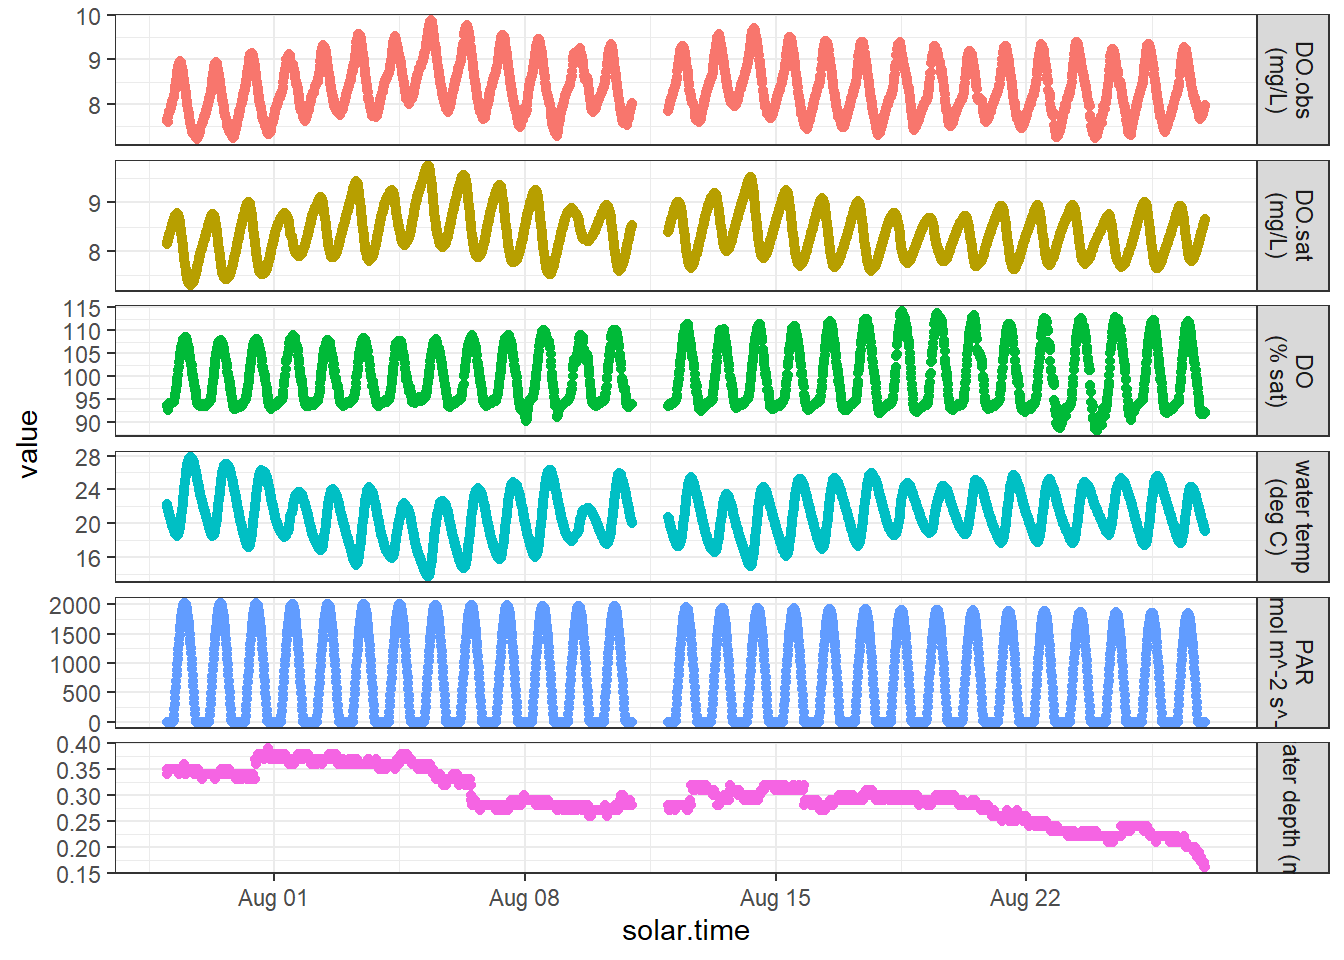 10
9
8
DO.obs
(mg/L)
9
8
DO.sat
(mg/L)
115
110
105
100
95
90
DO
(% sat)
28
24
20
16
water temp
(deg C)
2000
1500
1000
500
0
PAR
mol m^-2 s^-
0.40
0.35
0.30
0.25
0.20
0.15
ater depth (
value
Aug 01
Aug 08
Aug 15
Aug 22
solar.time